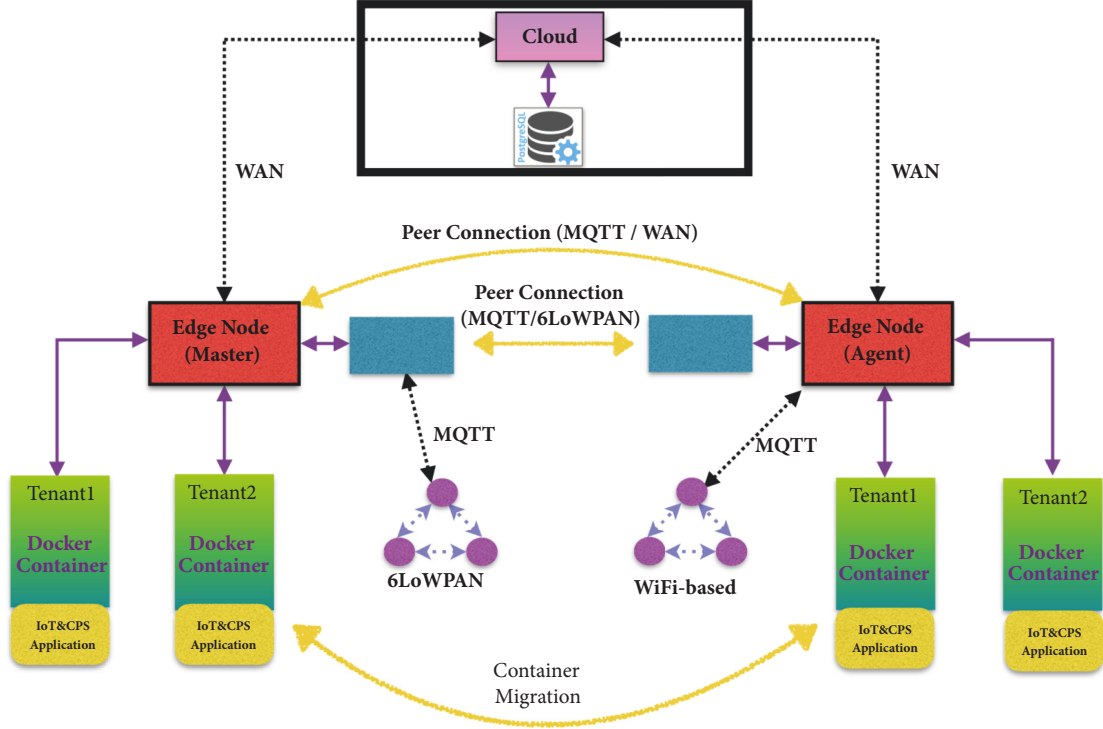 Cloud
PostgreSQL
WAN
WAN
Peer Connection (MQTT / WAN)
Peer Connection
(MQTT/6LoWPAN)
Edge Node
(Master)
Edge Node
(Agent)
MQTT
MQTT
Tenant1
Docker
Container
IoT&CPS
Application
Tenant2
Docker
Container
IoT&CPS
Application
6LoWPAN
WiFi-based
Tenant1
Docker
Container
IoT&CPS
Application
Tenant2
Docker
Container
IoT&CPS
Application
Container
Migration